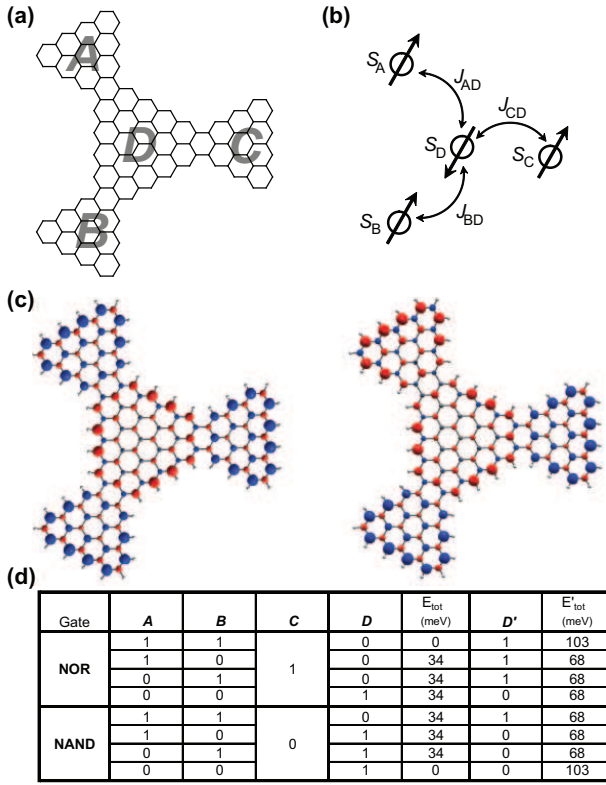 (a)
A
D
C
B
(b)
S_A
J_AD
J_CD
S_D
S_C
S_B
J_BD
(c)
(d)
Gate A B C D E_tot (meV) D' E'_tot (meV)
NOR
1 1 1 0 0 1 103
1 0 0 34 1 68
0 1 0 34 1 68
0 0 1 34 0 68
NAND
1 1 0 0 34 1 68
1 0 1 34 0 68
0 1 1 34 0 68
0 0 1 0 0 103